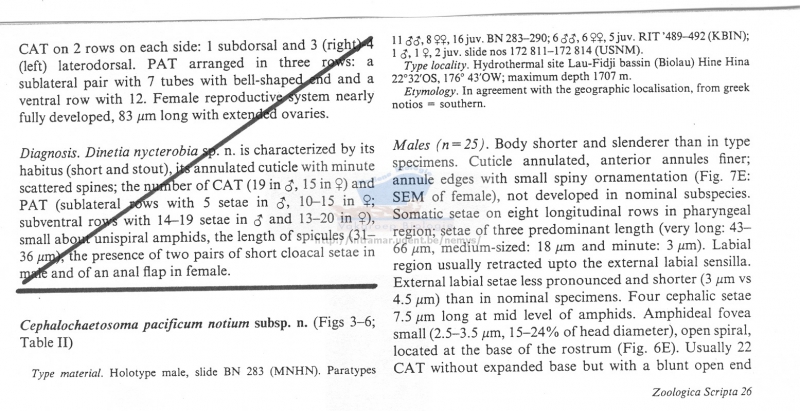 CAT on 2 rows on each side: 1 subdorsal and 3 (right) 4
(left) laterodorsal. PAT arranged in three rows: a
sublateral pair with 7 tubes with bell-shaped end and a
ventral row with 12. Female reproductive system nearly
fully developed, 83 μm long with extended ovaries.
Diagnosis. Dinetia nycterobia sp. n. is characterized by its
habitus (short and stout), its annulated cuticle with minute
scattered spines; the number of CAT (19 in ♂, 15 in ♀) and
PAT (sublateral rows with 5 setae in ♂, 10–15 in ♀;
subventral rows with 14–19 setae in ♂ and 13–20 in ♀),
small about unispiral amphids, the length of spicules (31–
36 μm), the presence of two pairs of short cloacal setae in
male and of an anal flap in female.
Cephalochaetosoma pacificum notium subsp. n. (Figs 3–6;
Table II)
Type material. Holotype male, slide BN 283 (MNHN). Paratypes
11 ♂♂, 8 ♀♀, 16 juv. BN 283–290; 6 ♂♂, 6 ♀♀, 5 juv. RIT '489–492 (KBIN);
1 ♂, 1 ♀, 2 juv. slide nos 172 811–172 814 (USNM).
Type locality. Hydrothermal site Lau-Fidji bassin (Biolau) Hine Hina
22°32'OS, 176° 43'OW; maximum depth 1707 m.
Etymology. In agreement with the geographic localisation, from greek
notios = southern.
Males (n=25). Body shorter and slenderer than in type
specimens. Cuticle annulated, anterior annules finer;
annule edges with small spiny ornamentation (Fig. 7E:
SEM of female), not developed in nominal subspecies.
Somatic setae on eight longitudinal rows in pharyngeal
region; setae of three predominant length (very long: 43–
66 μm, medium-sized: 18 μm and minute: 3 μm). Labial
region usually retracted upto the external labial sensilla.
External labial setae less pronounced and shorter (3 μm vs
4.5 μm) than in nominal specimens. Four cephalic setae
7.5 μm long at mid level of amphids. Amphideal fovea
small (2.5–3.5 μm, 15–24% of head diameter), open spiral,
located at the base of the rostrum (Fig. 6E). Usually 22
CAT without expanded base but with a blunt open end
Zoologica Scripta 26